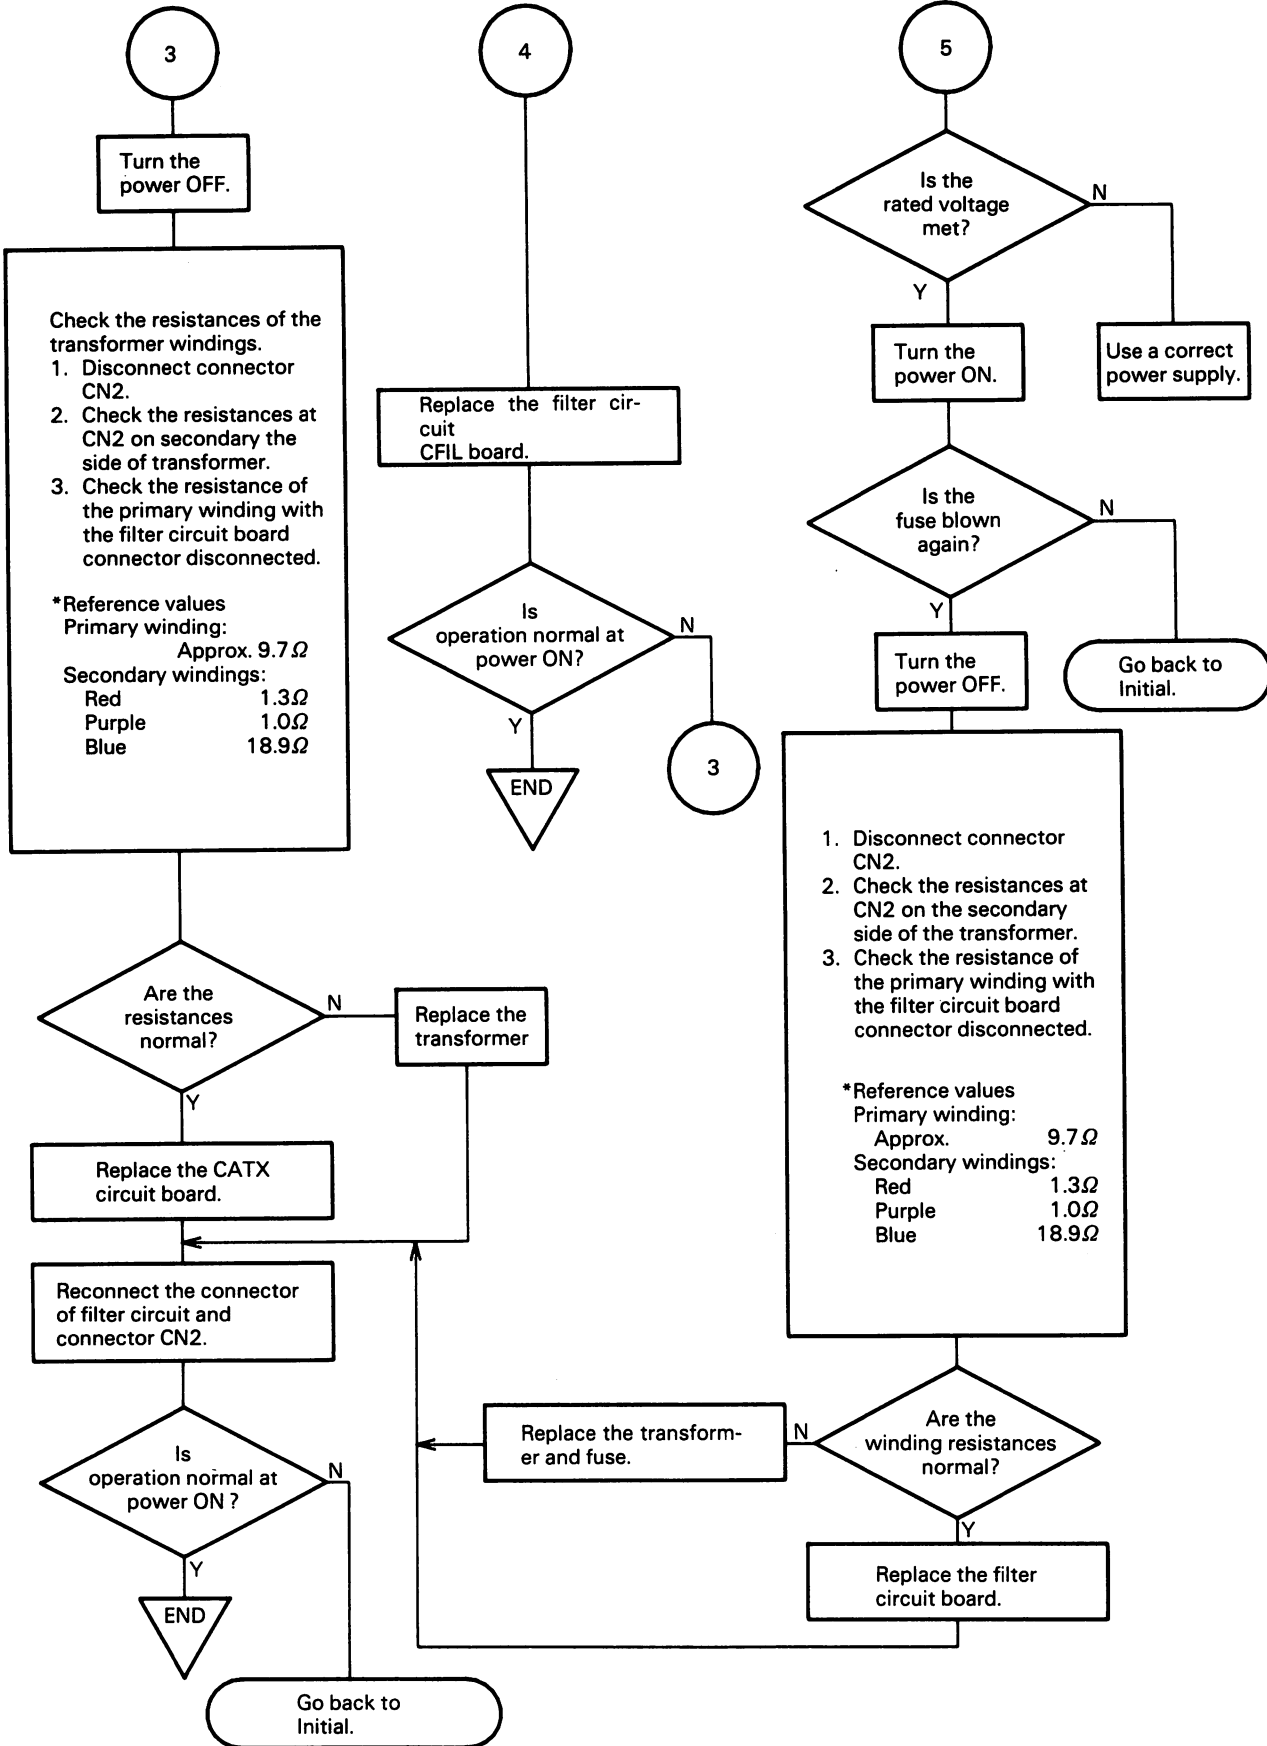 3
Turn the
power OFF.
Check the resistances of the
transformer windings.
1. Disconnect connector
CN2.
2. Check the resistances at
CN2 on secondary the
side of transformer.
3. Check the resistance of
the primary winding with
the filter circuit board
connector disconnected.
*Reference values
Primary winding:
Approx. 9.7Ω
Secondary windings:
Red 1.3Ω
Purple 1.0Ω
Blue 18.9Ω
Are the
resistances
normal?
N
Replace the
transformer
Y
Replace the CATX
circuit board.
Reconnect the connector
of filter circuit and
connector CN2.
Is
operation normal at
power ON ?
N
Y
END
Go back to
Initial.
4
Replace the filter cir-
cuit
CFIL board.
Is
operation normal at
power ON?
N
Y
END
3
5
Is the
rated voltage
met?
N
Y
Turn the
power ON.
Use a correct
power supply.
Is the
fuse blown
again?
N
Y
Turn the
power OFF.
Go back to
Initial.
1. Disconnect connector
CN2.
2. Check the resistances at
CN2 on the secondary
side of the transformer.
3. Check the resistance of
the primary winding with
the filter circuit board
connector disconnected.
*Reference values
Primary winding:
Approx. 9.7Ω
Secondary windings:
Red 1.3Ω
Purple 1.0Ω
Blue 18.9Ω
Are the
winding resistances
normal?
N
Replace the transform-
er and fuse.
Y
Replace the filter
circuit board.